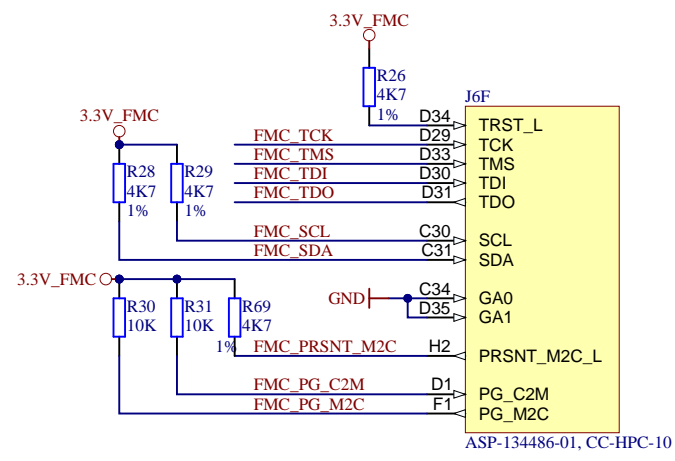 3.3V_FMC
R26
4K7
1%
J6F
D34
TRST_L
FMC_TCK
D29
TCK
FMC_TMS
D33
TMS
FMC_TDI
D30
TDI
FMC_TDO
D31
TDO
3.3V_FMC
R28
4K7
1%
R29
4K7
1%
FMC_SCL
C30
SCL
FMC_SDA
C31
SDA
3.3V_FMC
R30
10K
R31
10K
R69
4K7
1%
GND
C34
GA0
D35
GA1
FMC_PRSNT_M2C
H2
PRSNT_M2C_L
FMC_PG_C2M
D1
PG_C2M
FMC_PG_M2C
F1
PG_M2C
ASP-134486-01, CC-HPC-10